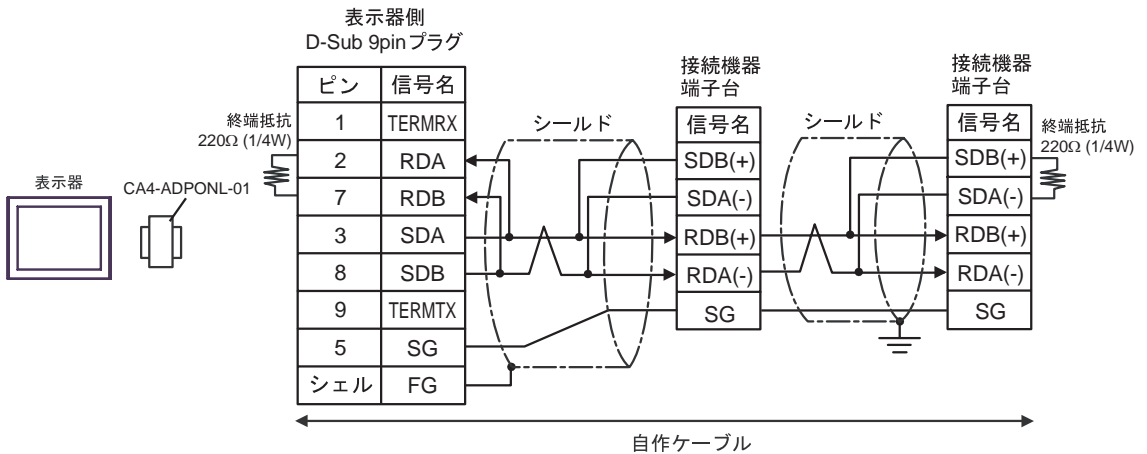 表示器側
D-Sub 9pinプラグ
ピン 信号名
1 TERMRX
2 RDA
7 RDB
3 SDA
8 SDB
9 TERMTX
5 SG
シェル FG
終端抵抗
220Ω (1/4W)
表示器
CA4-ADPONL-01
シールド
接続機器
端子台
信号名
SDB(+)
SDA(-)
RDB(+)
RDA(-)
SG
シールド
接続機器
端子台
信号名
SDB(+)
SDA(-)
RDB(+)
RDA(-)
SG
終端抵抗
220Ω (1/4W)
自作ケーブル